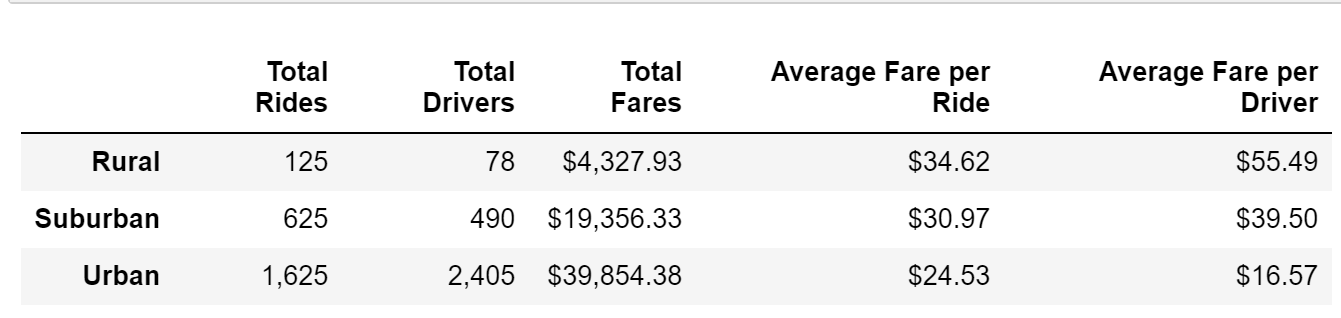 Total Rides Total Drivers Total Fares Average Fare per Ride Average Fare per Driver
Rural 125 78 $4,327.93 $34.62 $55.49
Suburban 625 490 $19,356.33 $30.97 $39.50
Urban 1,625 2,405 $39,854.38 $24.53 $16.57